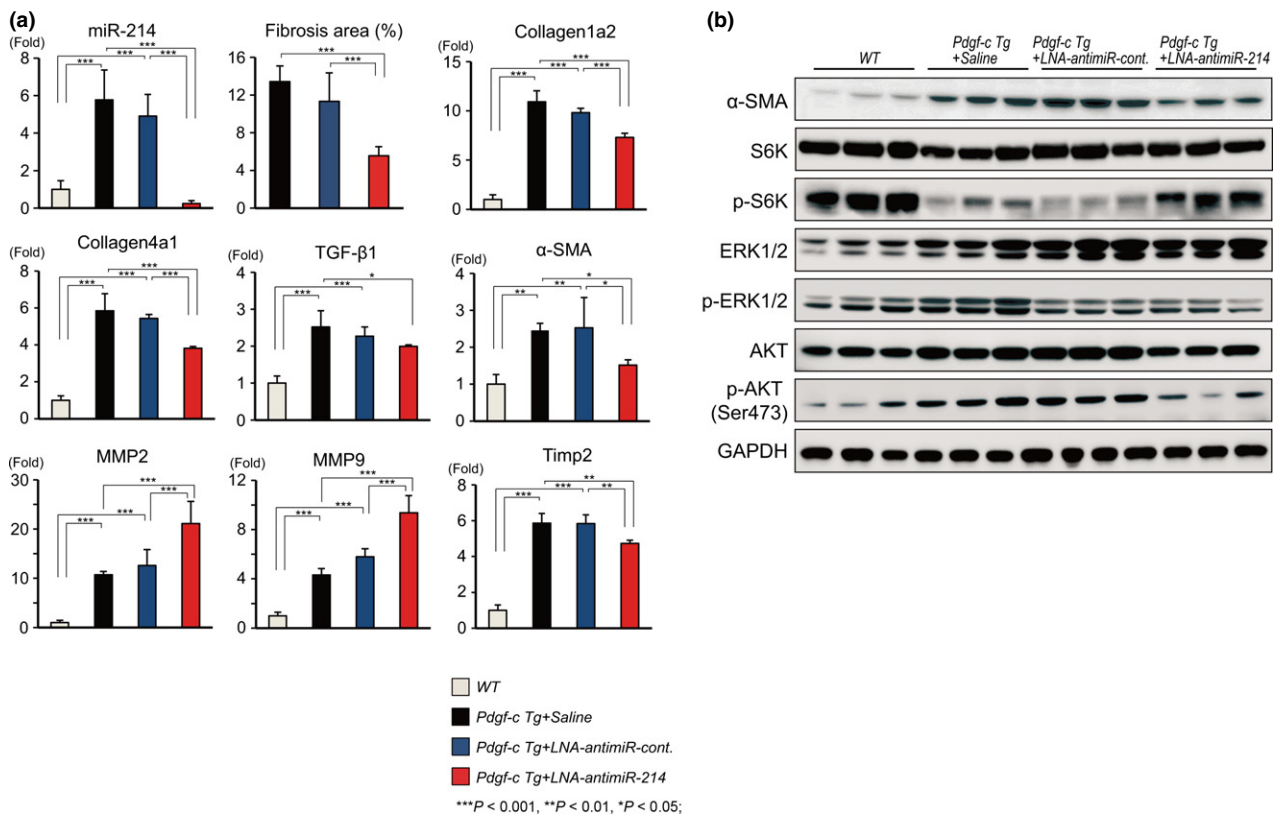 (a)
miR-214
(Fold)
8
6
4
2
0
***
***
***
***
Fibrosis area (%)
16
12
8
4
0
***
***
Collagen1a2
(Fold)
15
10
5
0
***
***
***
***
Collagen4a1
(Fold)
8
6
4
2
0
***
***
***
***
TGF-β1
(Fold)
4
3
2
1
0
*
***
***
α-SMA
(Fold)
4
3
2
1
0
*
**
*
**
MMP2
(Fold)
30
20
10
0
***
***
***
***
MMP9
(Fold)
12
9
6
3
0
***
***
***
***
Timp2
(Fold)
8
6
4
2
0
**
***
**
***
WT
Pdgf-c Tg+Saline
Pdgf-c Tg+LNA-antimiR-cont.
Pdgf-c Tg+LNA-antimiR-214
***P < 0.001, **P < 0.01, *P < 0.05;
(b)
WT
Pdgf-c Tg
+Saline
Pdgf-c Tg
+LNA-antimiR-cont.
Pdgf-c Tg
+LNA-antimiR-214
α-SMA
S6K
p-S6K
ERK1/2
p-ERK1/2
AKT
p-AKT
(Ser473)
GAPDH